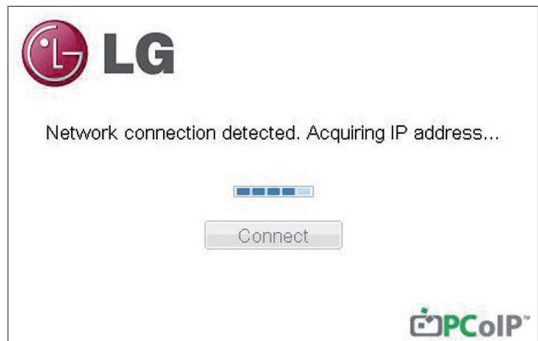 LG
Network connection detected. Acquiring IP address...
Connect
PCoIP™